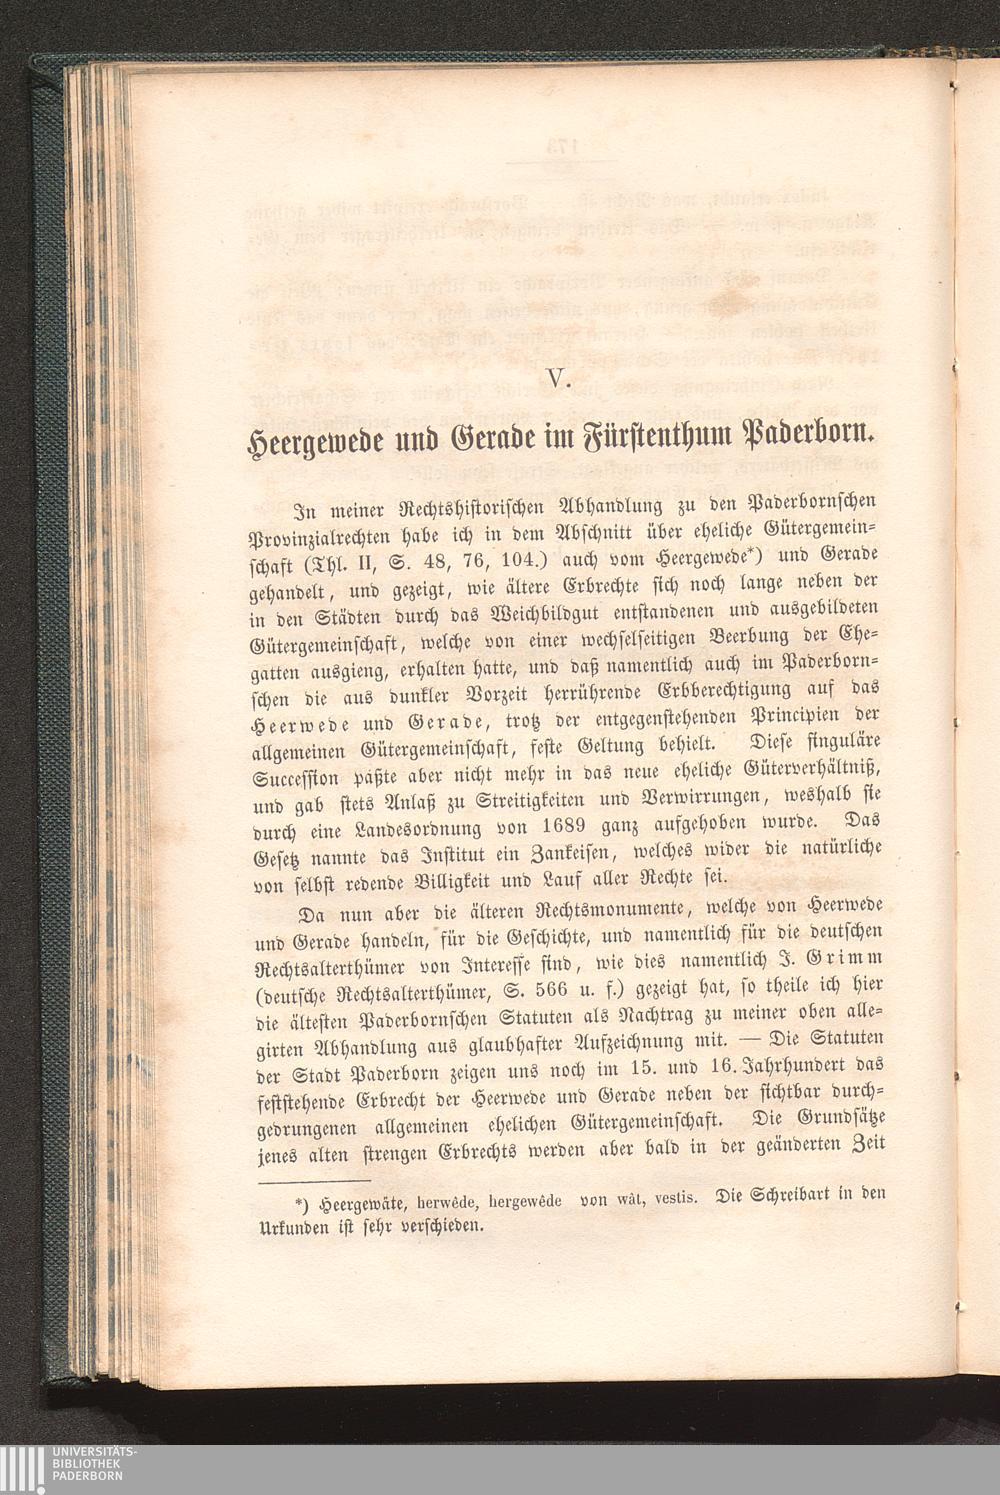 V.
Heergewede und Gerade im Fürstenthum Paderborn.
In meiner Rechtshistorischen Abhandlung zu den Paderbornschen
Provinzialrechten habe ich in dem Abschnitt über eheliche Gütergemein=
schaft (Thl. II, S. 48, 76, 104.) auch vom Heergewede*) und Gerade
gehandelt, und gezeigt, wie ältere Erbrechte sich noch lange neben der
in den Städten durch das Weichbildgut entstandenen und ausgebildeten
Gütergemeinschaft, welche von einer wechselseitigen Beerbung der Ehe=
gatten ausgieng, erhalten hatte, und daß namentlich auch im Paderborn=
schen die aus dunkler Vorzeit herrührende Erbberechtigung auf das
Heerwede und Gerade, trotz der entgegenstehenden Principien der
allgemeinen Gütergemeinschaft, feste Geltung behielt. Diese singuläre
Succession paßte aber nicht mehr in das neue eheliche Güterverhältniß,
und gab stets Anlaß zu Streitigkeiten und Verwirrungen, weshalb sie
durch eine Landesordnung von 1689 ganz aufgehoben wurde. Das
Gesetz nannte das Institut ein Zankeisen, welches wider die natürliche
von selbst redende Billigkeit und Lauf aller Rechte sei.
Da nun aber die älteren Rechtsmonumente, welche von Heerwede
und Gerade handeln, für die Geschichte, und namentlich für die deutschen
Rechtsalterthümer von Interesse sind, wie dies namentlich J. Grimm
(deutsche Rechtsalterthümer, S. 566 u. f.) gezeigt hat, so theile ich hier
die ältesten Paderbornschen Statuten als Nachtrag zu meiner oben alle=
girten Abhandlung aus glaubhafter Aufzeichnung mit. — Die Statuten
der Stadt Paderborn zeigen uns noch im 15. und 16. Jahrhundert das
feststehende Erbrecht der Heerwede und Gerade neben der sichtbar durch=
gedrungenen allgemeinen ehelichen Gütergemeinschaft. Die Grundsätze
jenes alten strengen Erbrechts werden aber bald in der geänderten Zeit
*) Heergewäte, herwêde, hergewêde von wât, vestis. Die Schreibart in den
Urkunden ist sehr verschieden.
UNIVERSITÄTS-
BIBLIOTHEK
PADERBORN